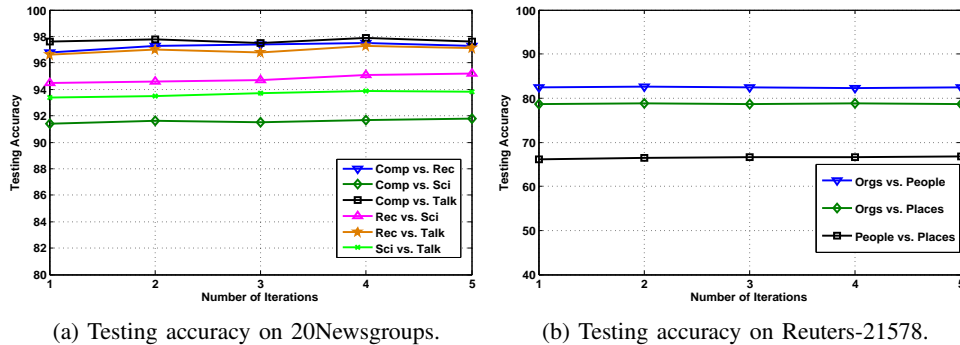 100
98
96
94
92
90
88
86
84
82
80
Testing Accuracy
1 2 3 4 5
Number of Iterations
Comp vs. Rec
Comp vs. Sci
Comp vs. Talk
Rec vs. Sci
Rec vs. Talk
Sci vs. Talk
(a) Testing accuracy on 20Newsgroups.
100
90
80
70
60
50
40
Testing Accuracy
1 2 3 4 5
Number of Iterations
Orgs vs. People
Orgs vs. Places
People vs. Places
(b) Testing accuracy on Reuters-21578.